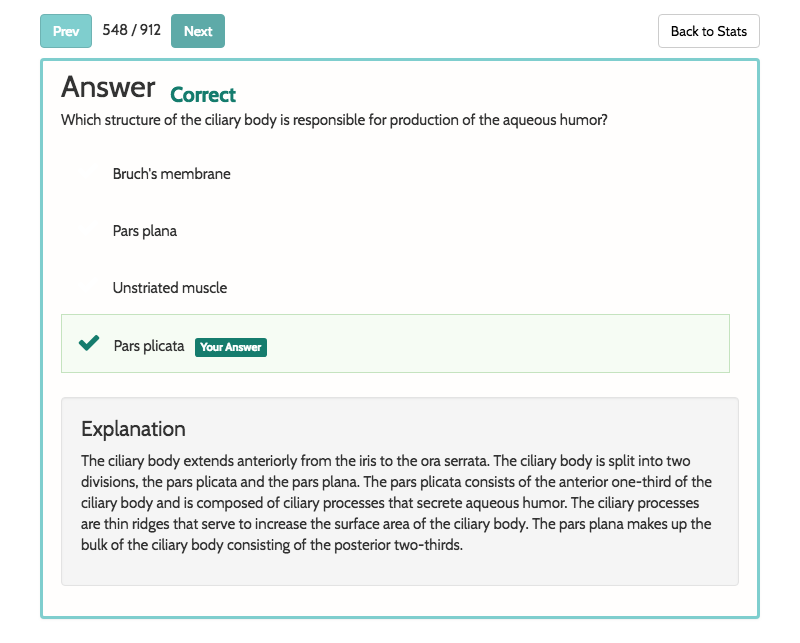 Prev 548 / 912 Next Back to Stats
Answer Correct
Which structure of the ciliary body is responsible for production of the aqueous humor?
Bruch's membrane
Pars plana
Unstriated muscle
Pars plicata Your Answer
Explanation
The ciliary body extends anteriorly from the iris to the ora serrata. The ciliary body is split into two
divisions, the pars plicata and the pars plana. The pars plicata consists of the anterior one-third of the
ciliary body and is composed of ciliary processes that secrete aqueous humor. The ciliary processes
are thin ridges that serve to increase the surface area of the ciliary body. The pars plana makes up the
bulk of the ciliary body consisting of the posterior two-thirds.